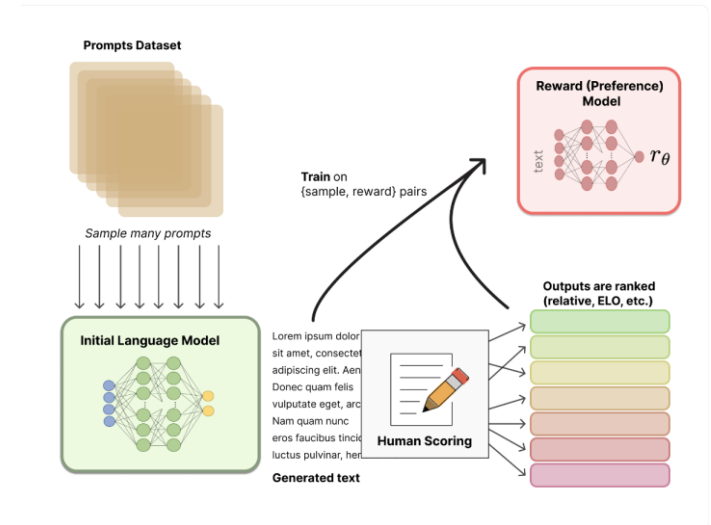 Prompts Dataset
Sample many prompts
Initial Language Model
Lorem ipsum dolor
sit amet, consectet
adipiscing elit. Aen
Donec quam felis
vulputate eget, arc
Nam quam nunc
eros faucibus tincid
luctus pulvinar, her
Generated text
Train on
{sample, reward} pairs
Human Scoring
Reward (Preference)
Model
text
rθ
Outputs are ranked
(relative, ELO, etc.)